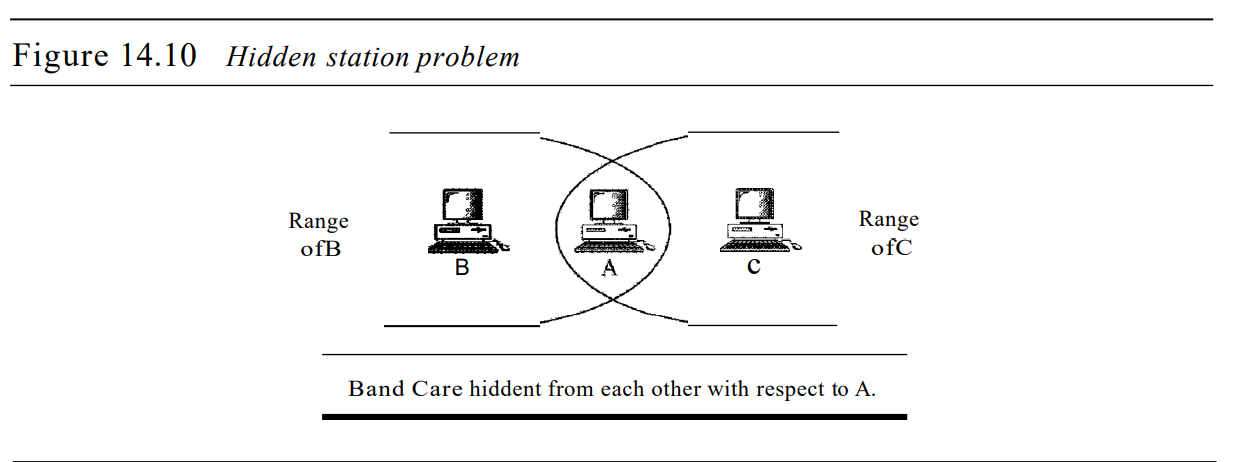 Figure 14.10 Hidden station problem
Range
ofB
B
A
C
Range
ofC
Band Care hiddent from each other with respect to A.